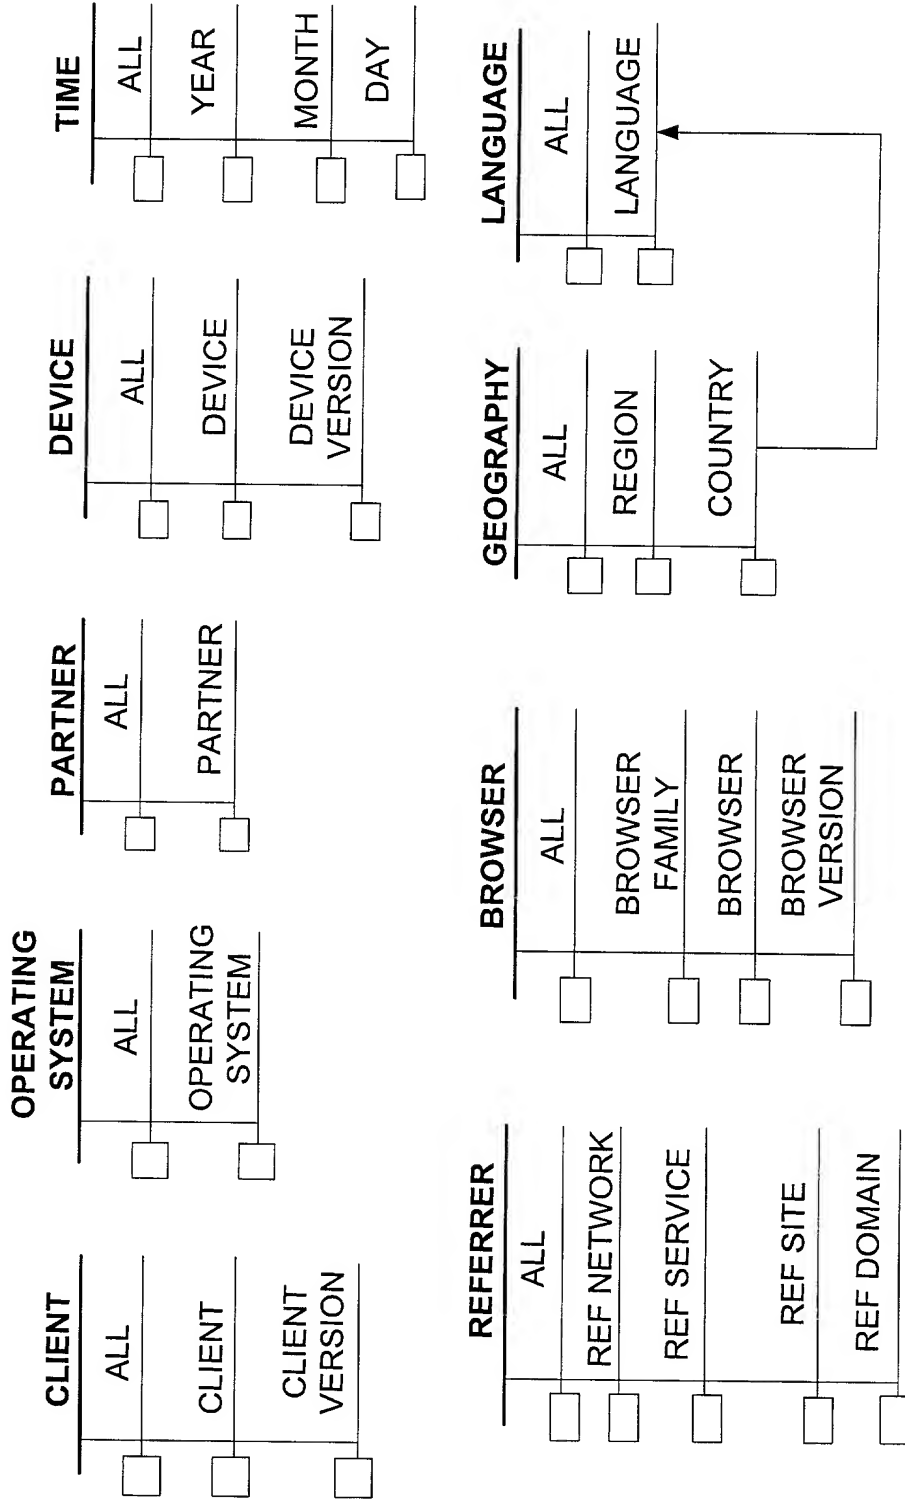 CLIENT
ALL
CLIENT
CLIENT
VERSION
OPERATING
SYSTEM
ALL
OPERATING
SYSTEM
PARTNER
ALL
PARTNER
DEVICE
ALL
DEVICE
DEVICE
VERSION
TIME
ALL
YEAR
MONTH
DAY
REFERRER
ALL
REF NETWORK
REF SERVICE
REF SITE
REF DOMAIN
BROWSER
ALL
BROWSER
FAMILY
BROWSER
BROWSER
VERSION
GEOGRAPHY
ALL
REGION
COUNTRY
LANGUAGE
ALL
LANGUAGE